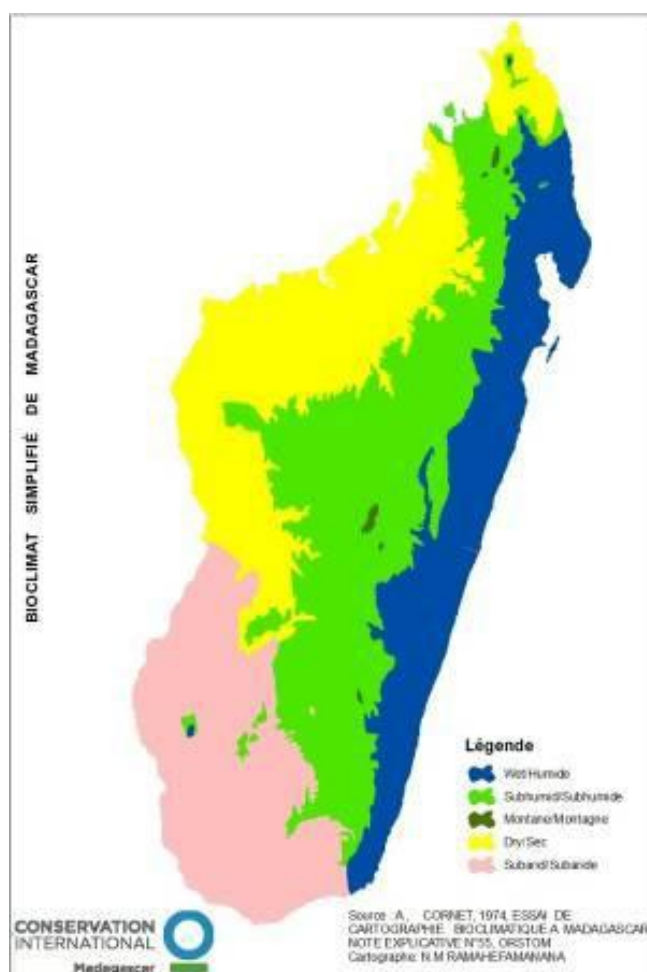 BIOCLIMAT SIMPLIFIÉ DE MADAGASCAR
Légende
Wet/Humide
Subhumid/Subhumide
Montane/Montagne
Dry/Sec
Subarid/Subaride
CONSERVATION
INTERNATIONAL
Madagascar
Source : A. CORNET, 1974, ESSAI DE
CARTOGRAPHIE BIOCLIMATIQUE A MADAGASCAR
NOTE EXPLICATIVE N°55, ORSTOM
Cartographe: N.M RAMAHEFAMANANA